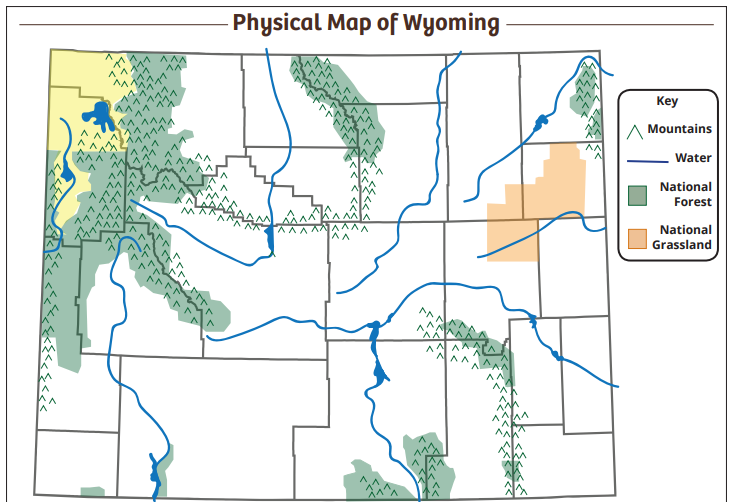 Physical Map of Wyoming
Key
Mountains
Water
National
Forest
National
Grassland